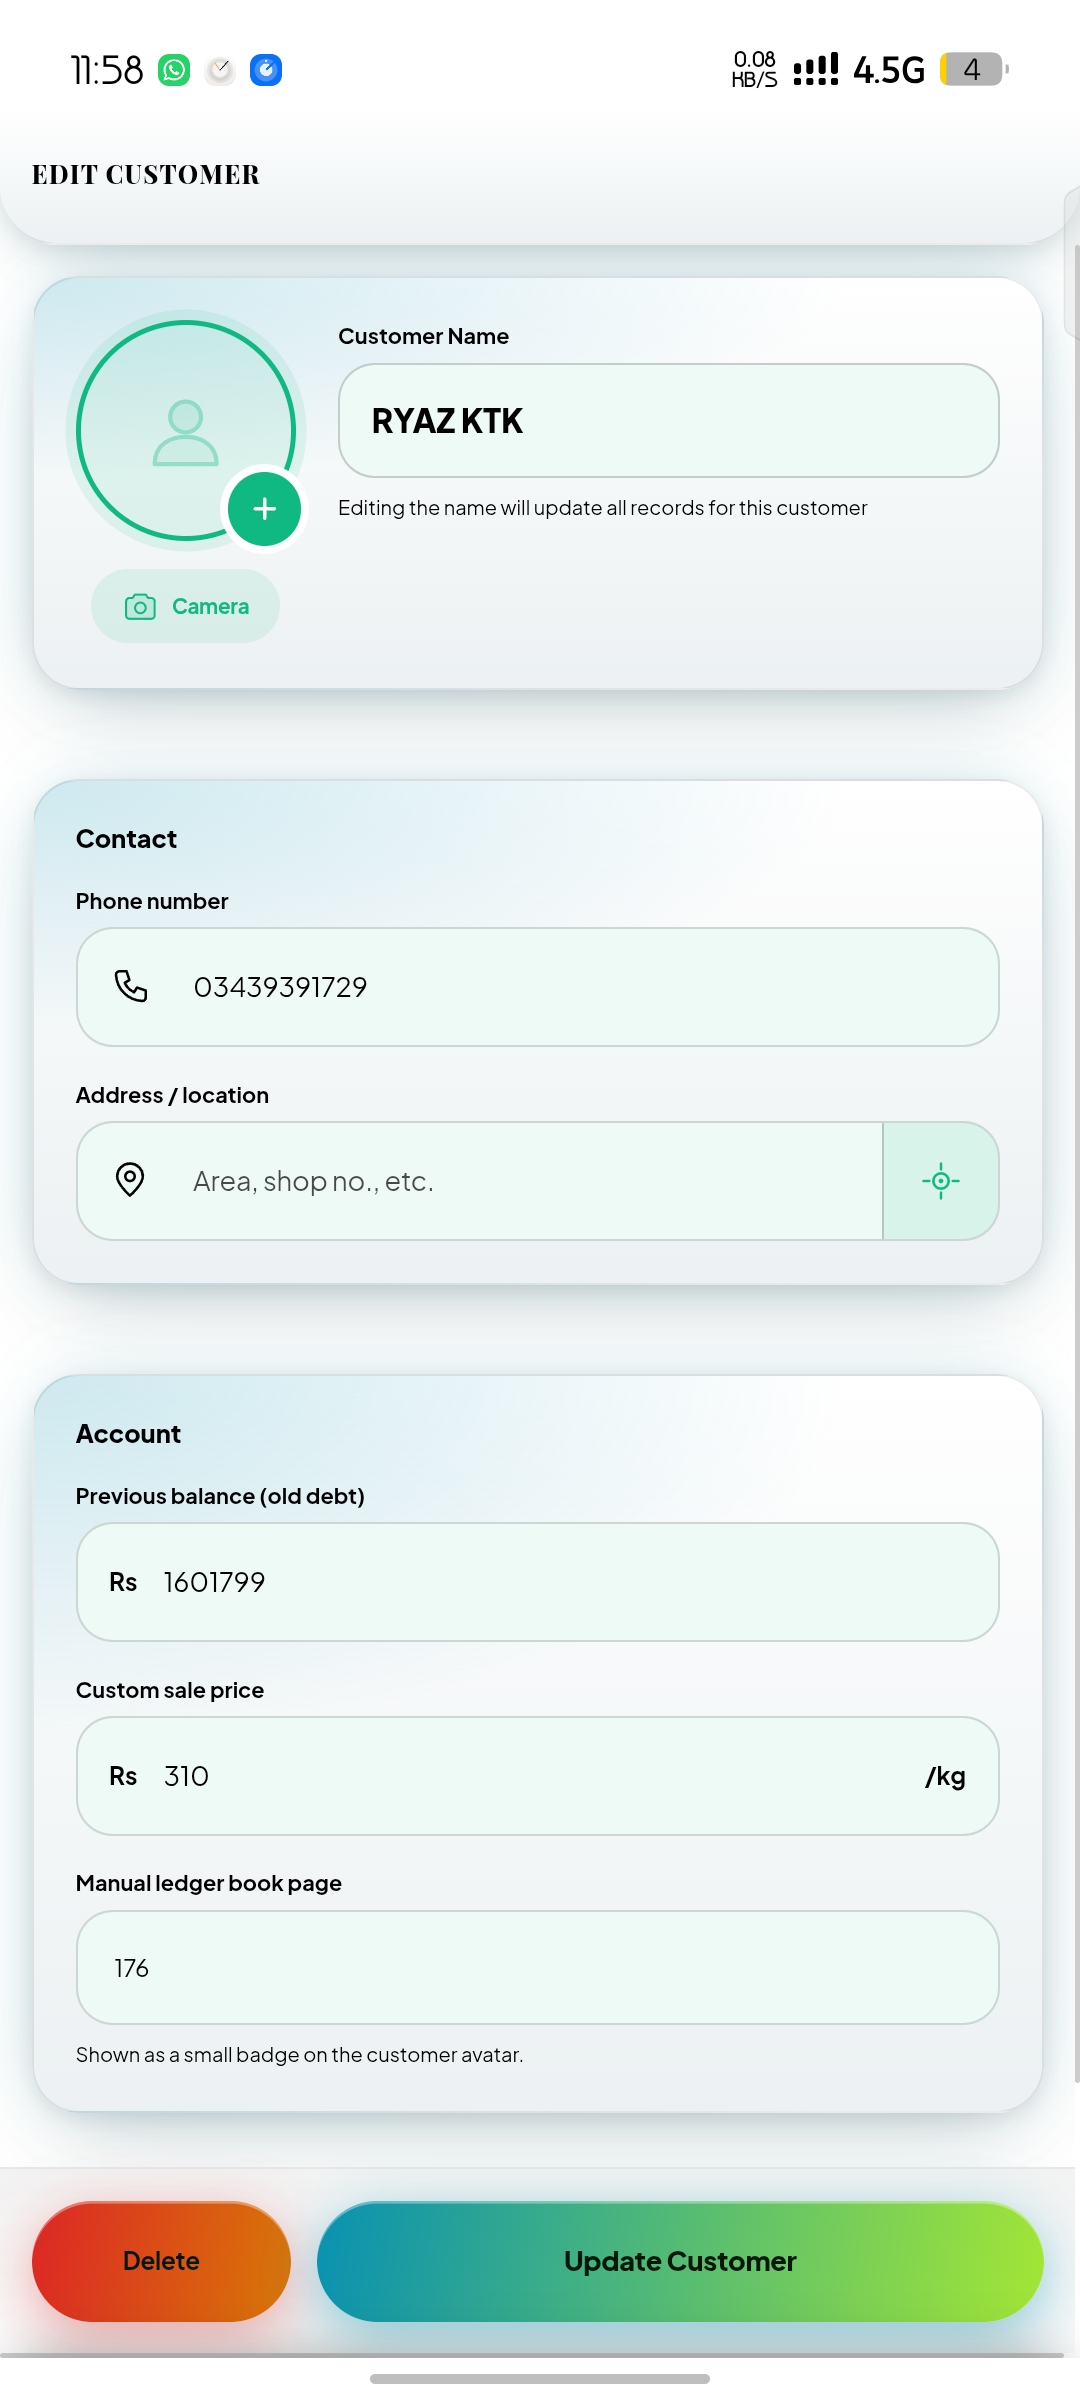 11:58
0.08
KB/S
4.5G
4
EDIT CUSTOMER
Customer Name
RYAZ KTK
Editing the name will update all records for this customer
Camera
Contact
Phone number
03439391729
Address / location
Area, shop no., etc.
Account
Previous balance (old debt)
Rs 1601799
Custom sale price
Rs 310 /kg
Manual ledger book page
176
Shown as a small badge on the customer avatar.
Delete
Update Customer